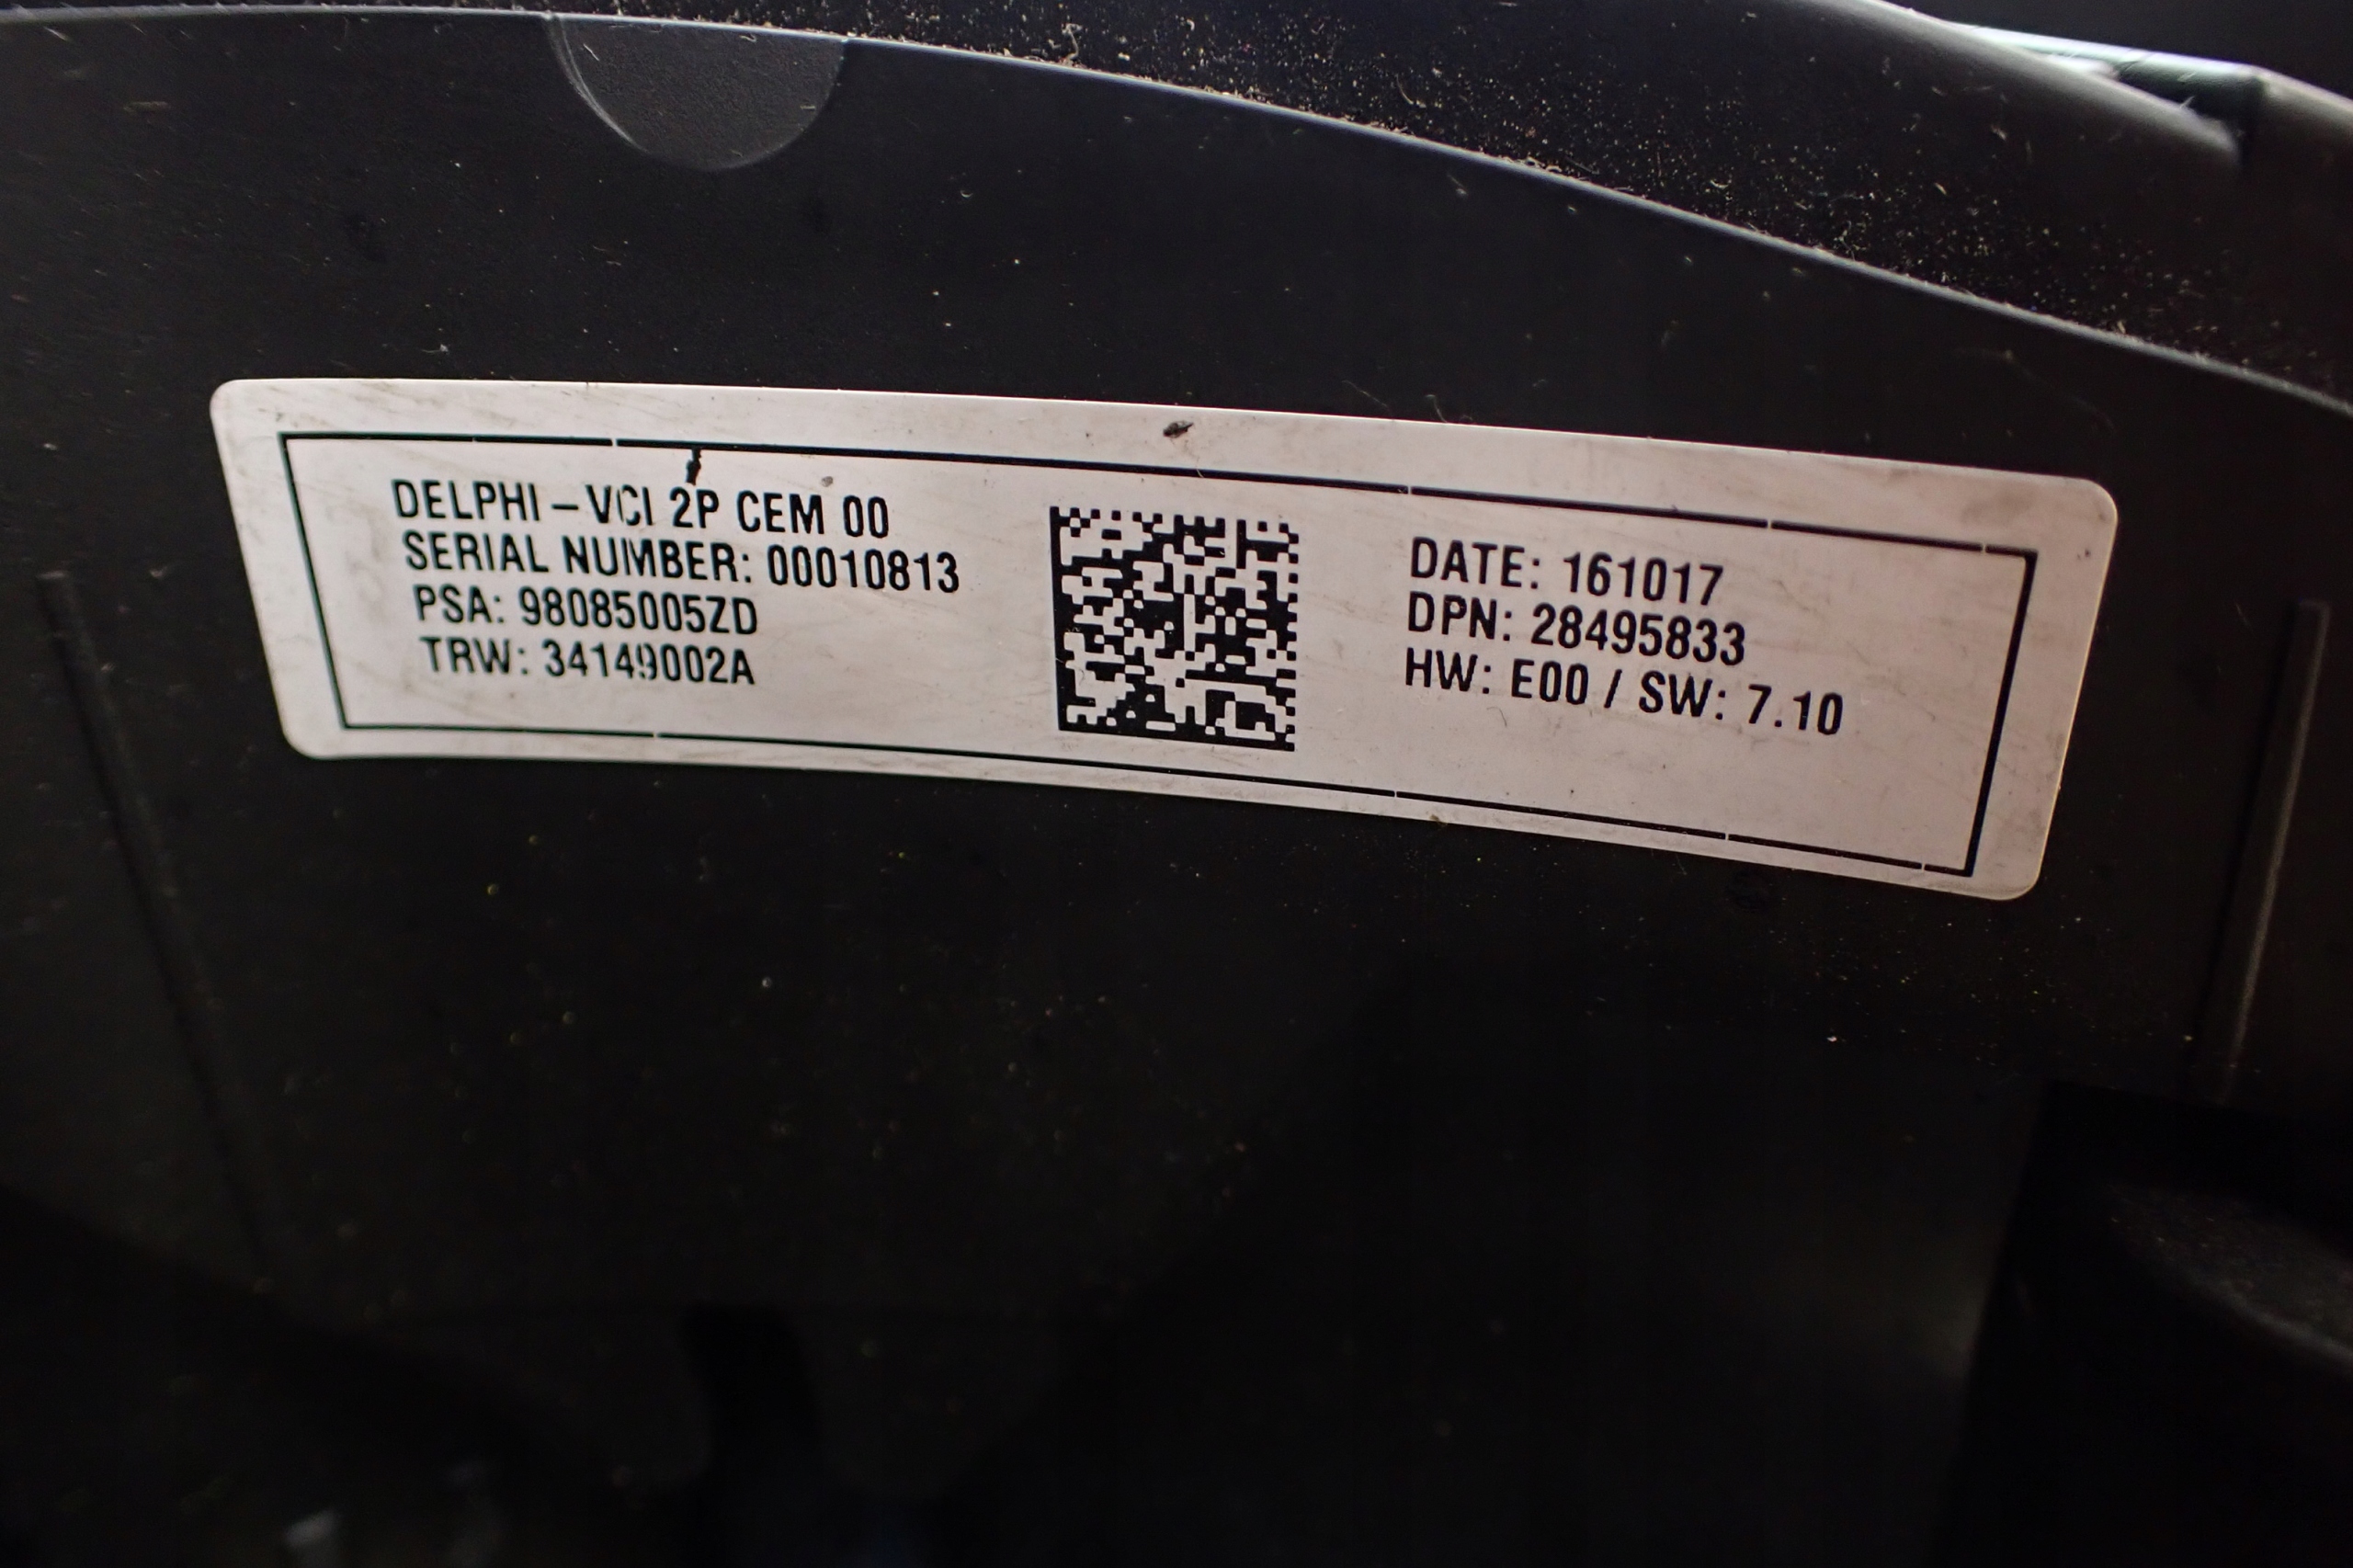 DELPHI - VCI 2P CEM 00
SERIAL NUMBER: 00010813
PSA: 98085005ZD
TRW: 34149002A
DATE: 161017
DPN: 28495833
HW: E00 / SW: 7.10